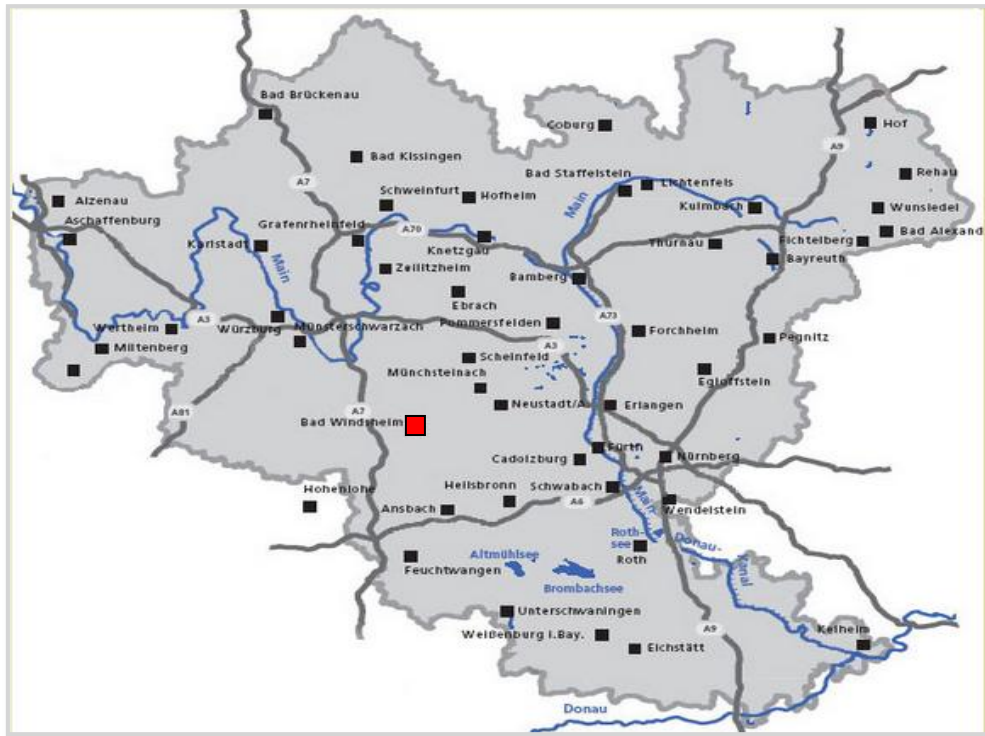 Bad Brückenau
Coburg
Hof
A9
Bad Kissingen
Bad Staffelstein
Rehau
A7
Schweinfurt
Lichtenfels
Alzenau
Hofheim
Main
Kulmbach
Wunsiedel
Aschaffenburg
Grafenrheinfeld
A70
Bad Alexand
Karlstadt
Knetzgau
Thurnau
Fichtelberg
Main
Zeilitzheim
Bamberg
Bayreuth
Ebrach
A3
Wertheim
Würzburg
Münsterschwarzach
Pommersfelden
A73
Forchheim
Pegnitz
Miltenberg
A3
Scheinfeld
Münchsteinach
Egloffstein
A81
A7
Neustadt/A.
Erlangen
Bad Windsheim
Fürth
Cadolzburg
Nürnberg
Hohenlohe
Heilsbronn
Schwabach
Ansbach
A6
Main-
Wendelstein
Roth-
see
Donau-
Altmühlsee
Roth
Kanal
Feuchtwangen
Brombachsee
Unterschwaningen
A9
Kelheim
Weißenburg i.Bay.
Eichstätt
Donau